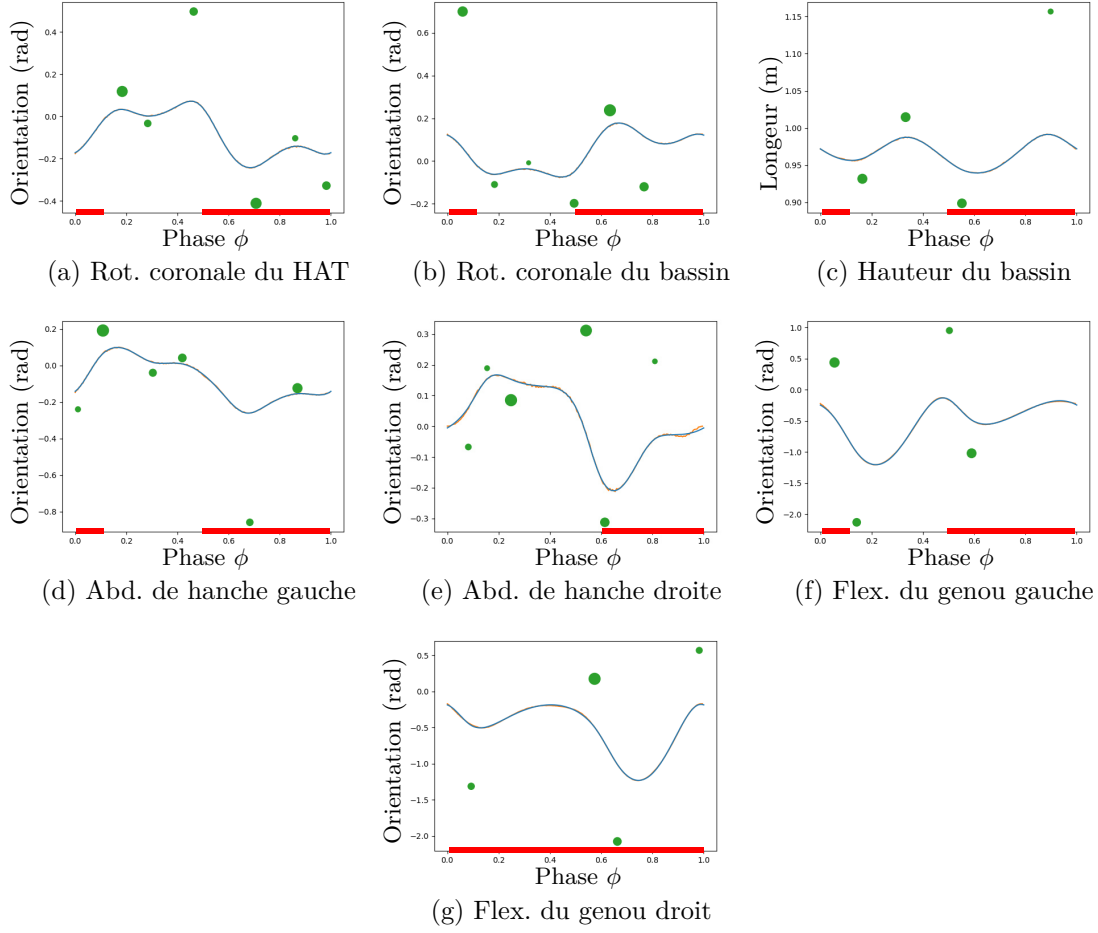 0.4
0.2
0.0
−0.2
−0.4
0.0 0.2 0.4 0.6 0.8 1.0
Orientation (rad)
Phase ϕ
(a) Rot. coronale du HAT
0.6
0.4
0.2
0.0
−0.2
0.0 0.2 0.4 0.6 0.8 1.0
Orientation (rad)
Phase ϕ
(b) Rot. coronale du bassin
1.15
1.10
1.05
1.00
0.95
0.90
0.0 0.2 0.4 0.6 0.8 1.0
Longeur (m)
Phase ϕ
(c) Hauteur du bassin
0.2
0.0
−0.2
−0.4
−0.6
−0.8
0.0 0.2 0.4 0.6 0.8 1.0
Orientation (rad)
Phase ϕ
(d) Abd. de hanche gauche
0.3
0.2
0.1
0.0
−0.1
−0.2
−0.3
0.0 0.2 0.4 0.6 0.8 1.0
Orientation (rad)
Phase ϕ
(e) Abd. de hanche droite
1.0
0.5
0.0
−0.5
−1.0
−1.5
−2.0
0.0 0.2 0.4 0.6 0.8 1.0
Orientation (rad)
Phase ϕ
(f) Flex. du genou gauche
0.5
0.0
−0.5
−1.0
−1.5
−2.0
0.0 0.2 0.4 0.6 0.8 1.0
Orientation (rad)
Phase ϕ
(g) Flex. du genou droit